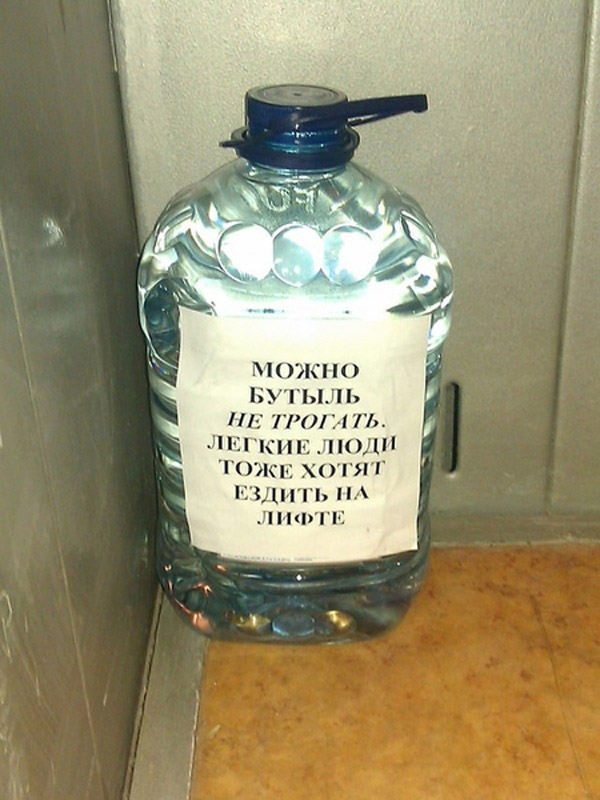 МОЖНО
БУТЫЛЬ
НЕ ТРОГАТЬ.
ЛЕГКИЕ ЛЮДИ
ТОЖЕ ХОТЯТ
ЕЗДИТЬ НА
ЛИФТЕ